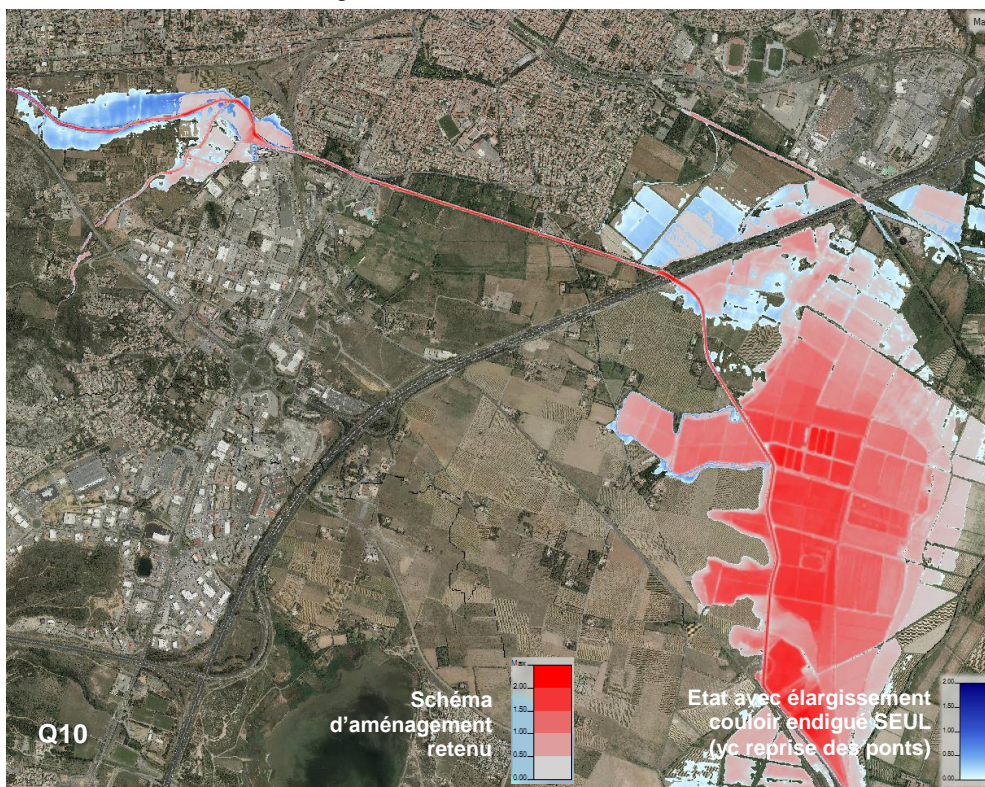 Ma
Q10
Schéma
d'aménagement
retenu
Max
2.00
1.50
1.00
0.50
0.00
Etat avec élargissement
couloir endigué SEUL
(yc reprise des ponts)
2.00
1.50
1.00
0.50
0.00